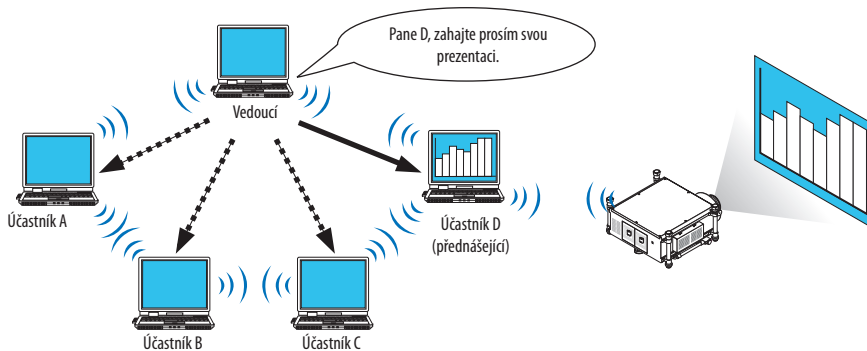 Pane D, zahajte prosím svou
prezentaci.
Vedoucí
Účastník A
Účastník D
(přednášející)
Účastník B
Účastník C